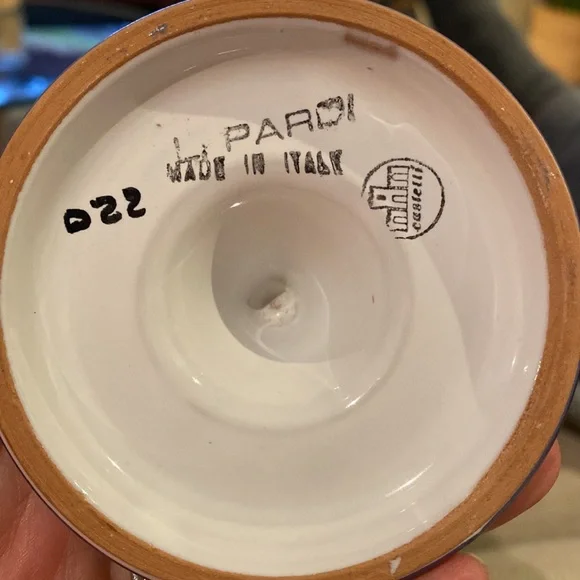 L. PARDI
MADE IN ITALY
D22
castelli